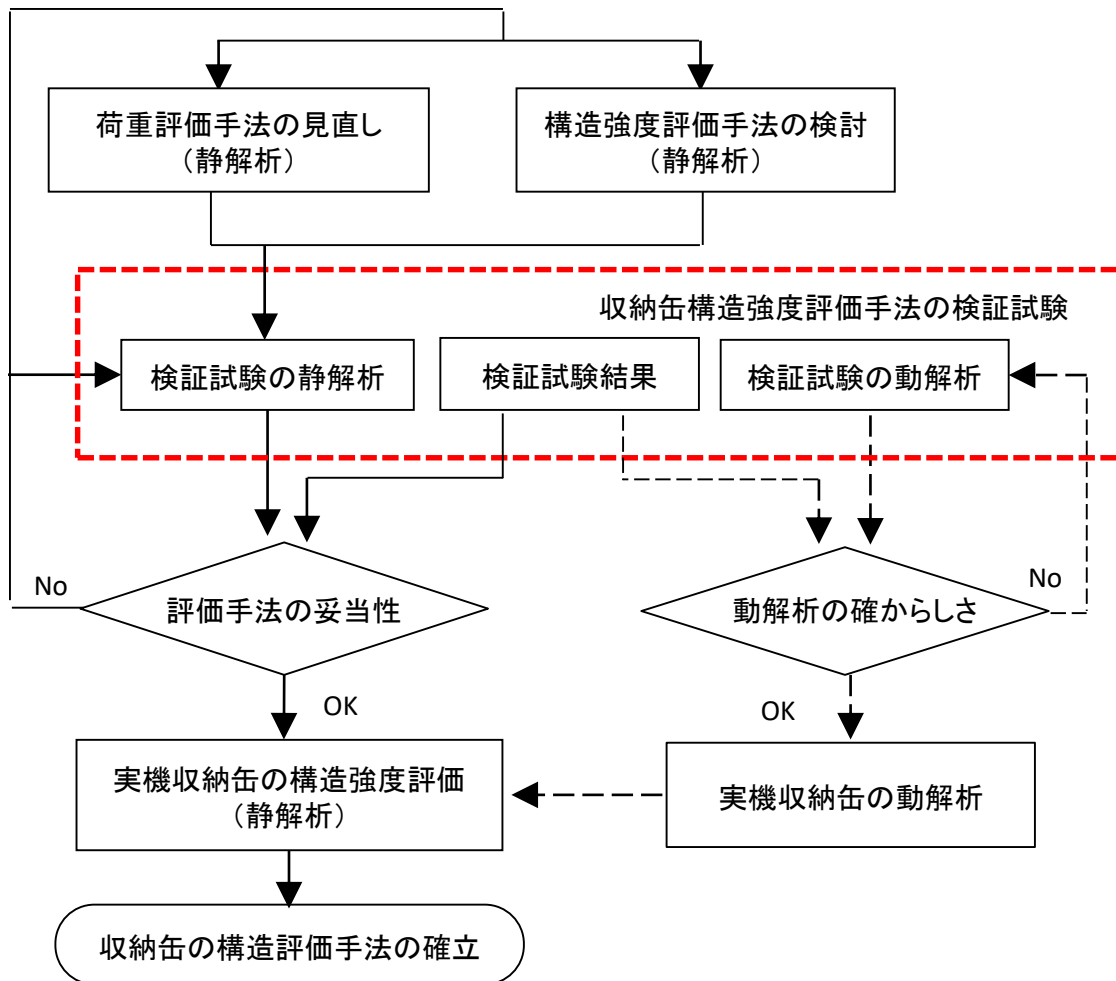 荷重評価手法の見直し
（静解析）
構造強度評価手法の検討
（静解析）
収納缶構造強度評価手法の検証試験
検証試験の静解析
検証試験結果
検証試験の動解析
No
評価手法の妥当性
動解析の確からしさ
No
OK
OK
実機収納缶の構造強度評価
（静解析）
実機収納缶の動解析
収納缶の構造評価手法の確立